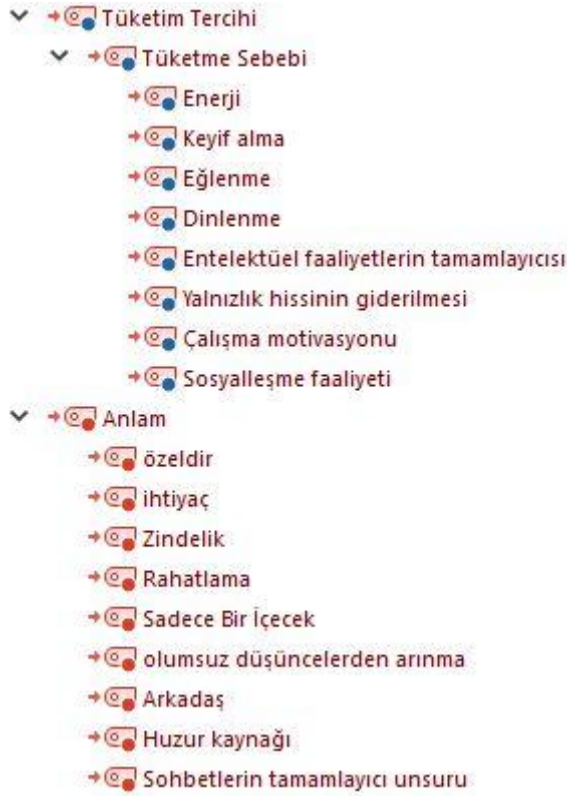 Tüketim Tercihi
Tüketme Sebebi
Enerji
Keyif alma
Eğlenme
Dinlenme
Entelektüel faaliyetlerin tamamlayıcısı
Yalnızlık hissinin giderilmesi
Çalışma motivasyonu
Sosyalleşme faaliyeti
Anlam
özeldir
ihtiyaç
Zindelik
Rahatlama
Sadece Bir İçecek
olumsuz düşüncelerden arınma
Arkadaş
Huzur kaynağı
Sohbetlerin tamamlayıcı unsuru